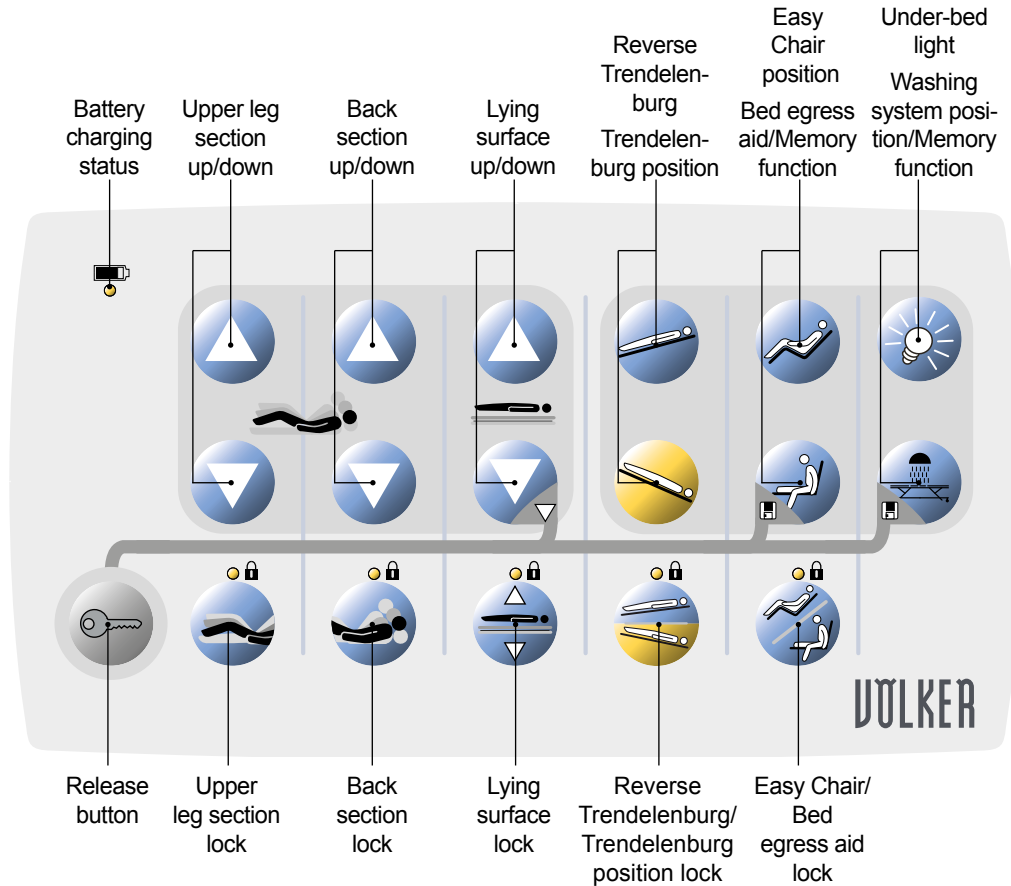 Battery
charging
status
Upper leg
section
up/down
Back
section
up/down
Lying
surface
up/down
Reverse
Trendelen-
burg
Trendelen-
burg position
Easy
Chair
position
Bed egress
aid/Memory
function
Under-bed
light
Washing
system posi-
tion/Memory
function
VÖLKER
Release
button
Upper
leg section
lock
Back
section
lock
Lying
surface
lock
Reverse
Trendelenburg/
Trendelenburg
position lock
Easy Chair/
Bed
egress aid
lock